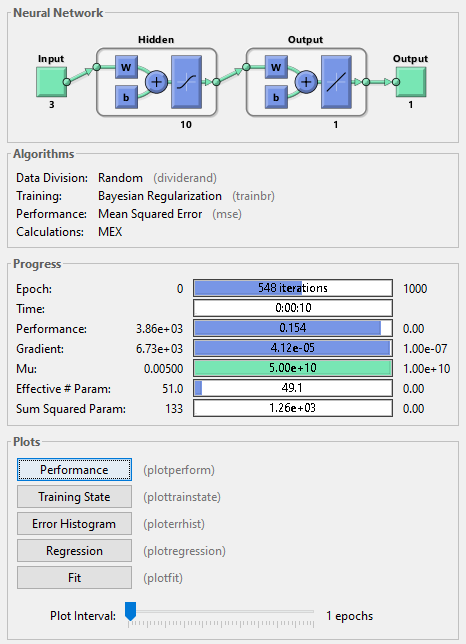 Neural Network
Hidden Output
Input Output
W W
b + b +
3 10 1 1
Algorithms
Data Division: Random (dividerand)
Training: Bayesian Regularization (trainbr)
Performance: Mean Squared Error (mse)
Calculations: MEX
Progress
Epoch: 0 548 iterations 1000
Time: 0:00:10
Performance: 3.86e+03 0.154 0.00
Gradient: 6.73e+03 4.12e-05 1.00e-07
Mu: 0.00500 5.00e+10 1.00e+10
Effective # Param: 51.0 49.1 0.00
Sum Squared Param: 133 1.26e+03 0.00
Plots
Performance (plotperform)
Training State (plottrainstate)
Error Histogram (ploterrhist)
Regression (plotregression)
Fit (plotfit)
Plot Interval: 1 epochs